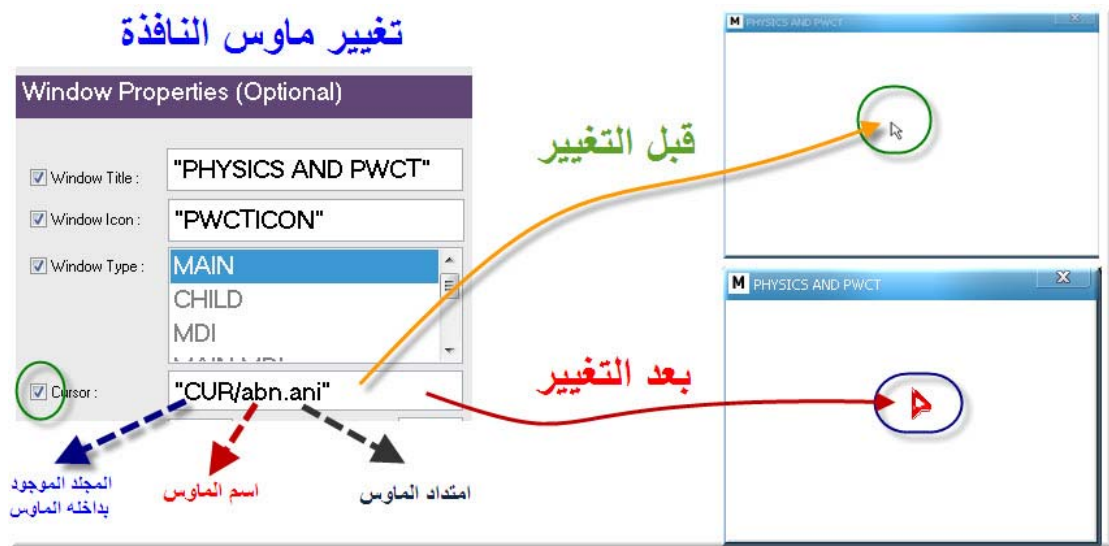 تغيير ماوس النافذة
Window Properties (Optional)
Window Title : "PHYSICS AND PWCT"
Window Icon : "PWCTICON"
Window Type : MAIN
CHILD
MDI
Cursor : "CUR/abn.ani"
المجلد الموجود
بداخله الماوس
اسم الماوس
امتداد الماوس
قبل التغيير
M PHYSICS AND PWCT
بعد التغيير
M PHYSICS AND PWCT